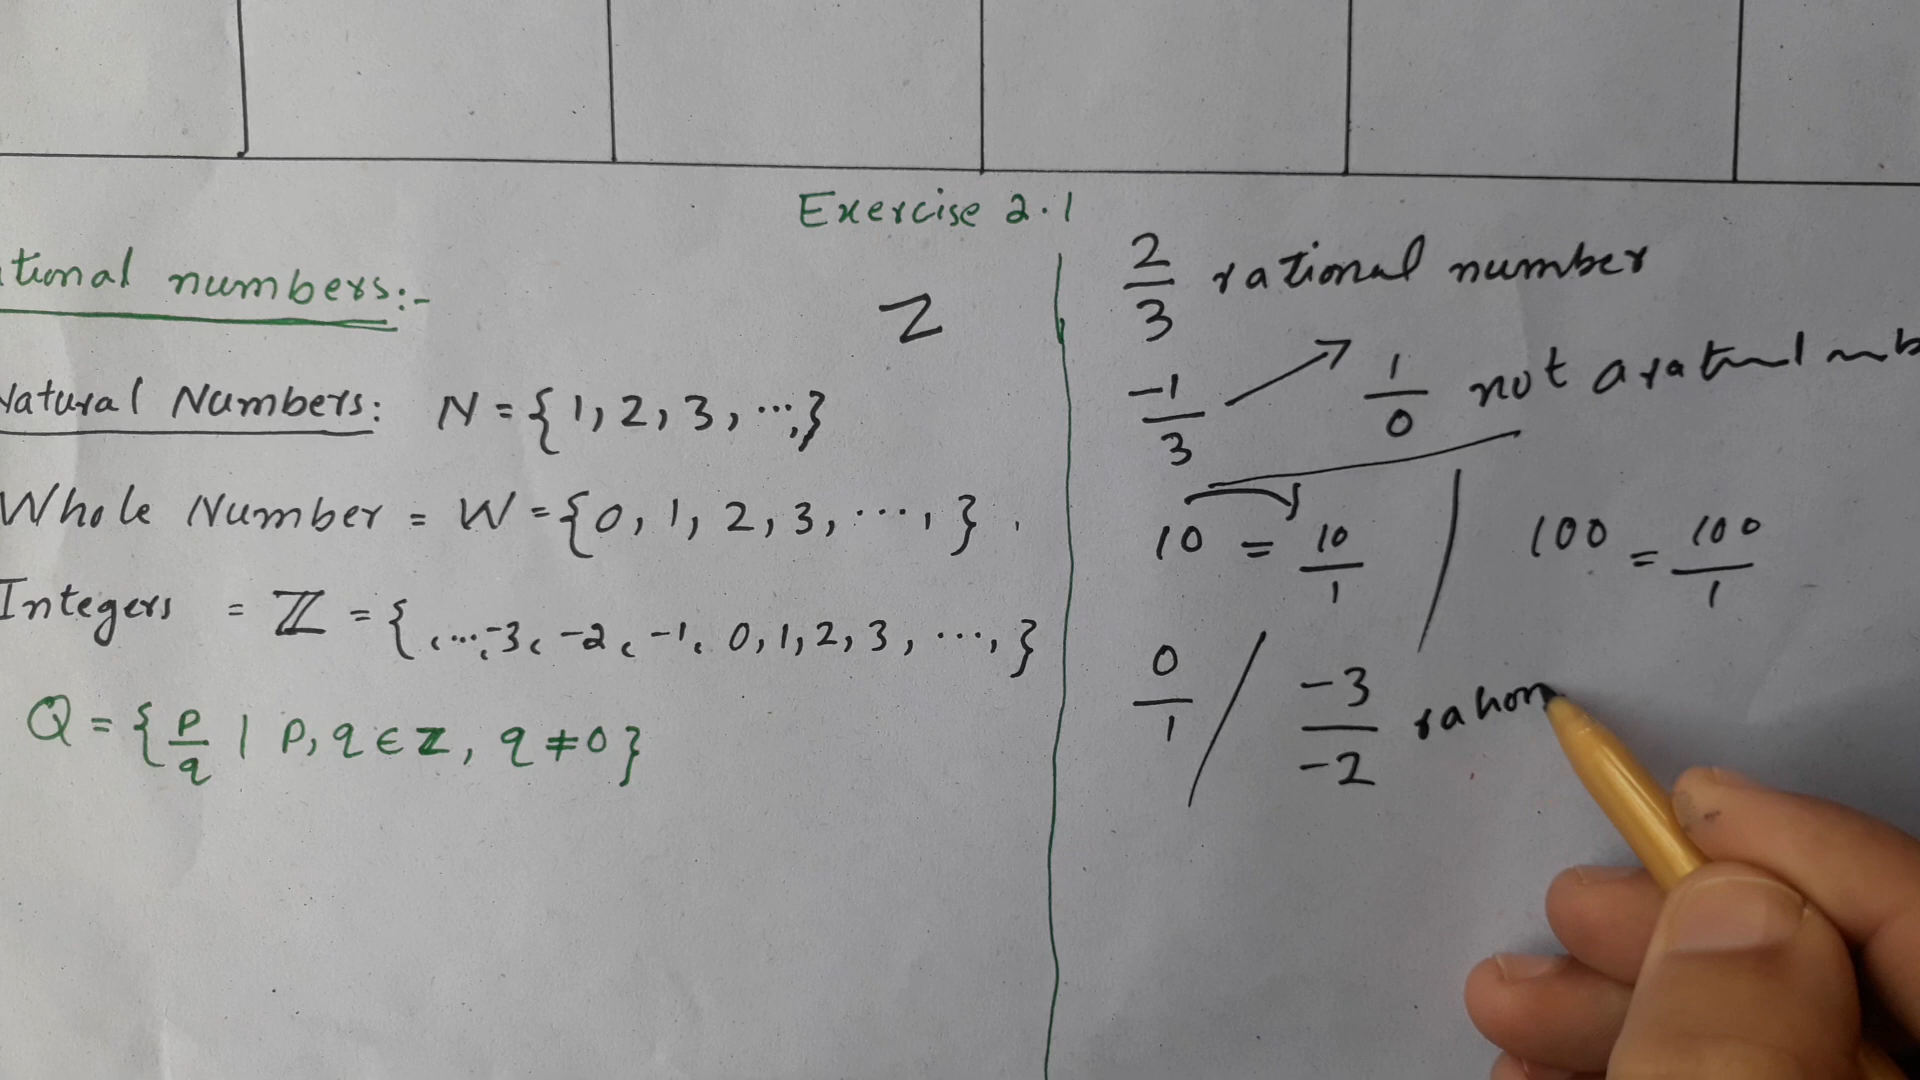 Exercise 2.1
tional numbers:-
Z
Natural Numbers: N = {1, 2, 3, ...,}
Whole Number = W = {0, 1, 2, 3, ..., }.
Integers = ℤ = {, ..., -3, -2, -1, 0, 1, 2, 3, ..., }
Q = {p/q | p, q ∈ Z, q ≠ 0}
2/3 rational number
-1/3 → 1/0 not a
10 = 10/1 / 100 = 100/1
0/1 / -3/-2 ration